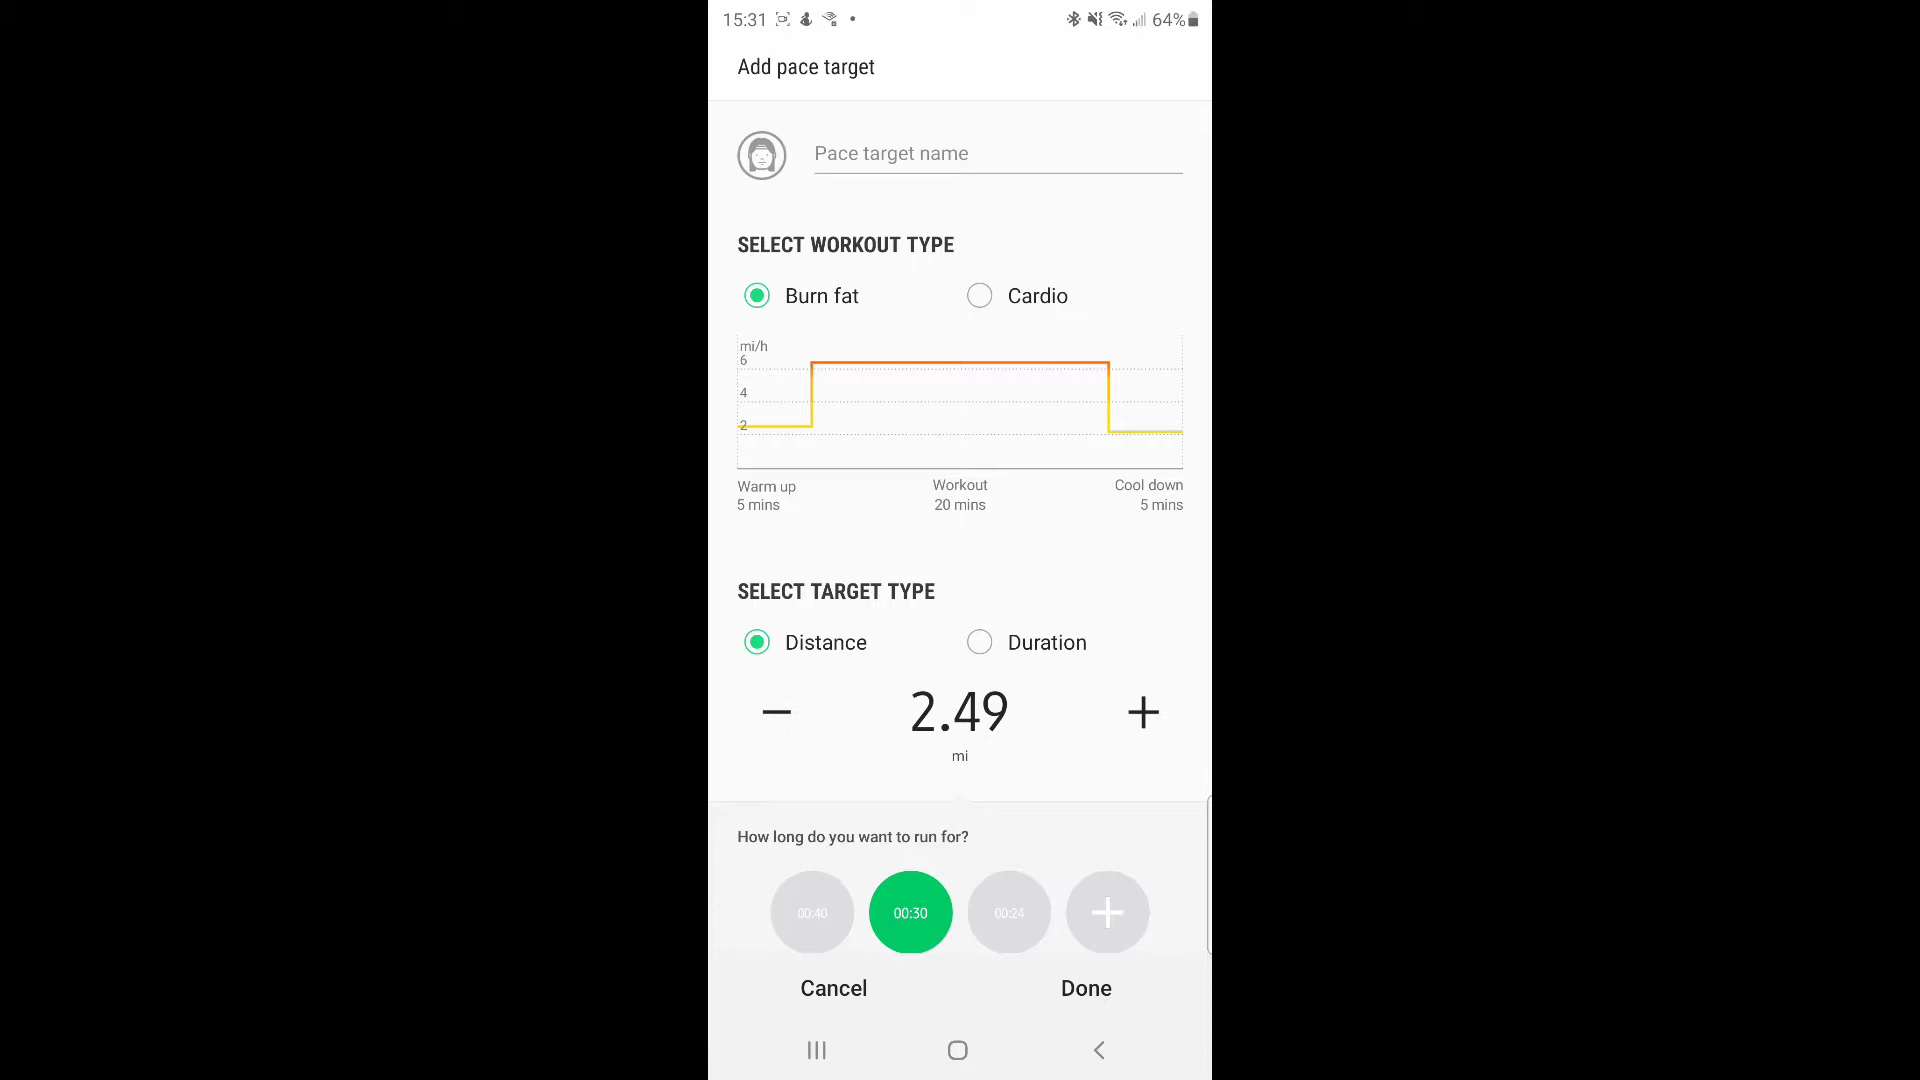 15:31
64%
Add pace target
Pace target name
SELECT WORKOUT TYPE
Burn fat
Cardio
mi/h
6
4
2
Warm up
5 mins
Workout
20 mins
Cool down
5 mins
SELECT TARGET TYPE
Distance
Duration
2.49
mi
How long do you want to run for?
00:40
00:30
00:24
Cancel
Done